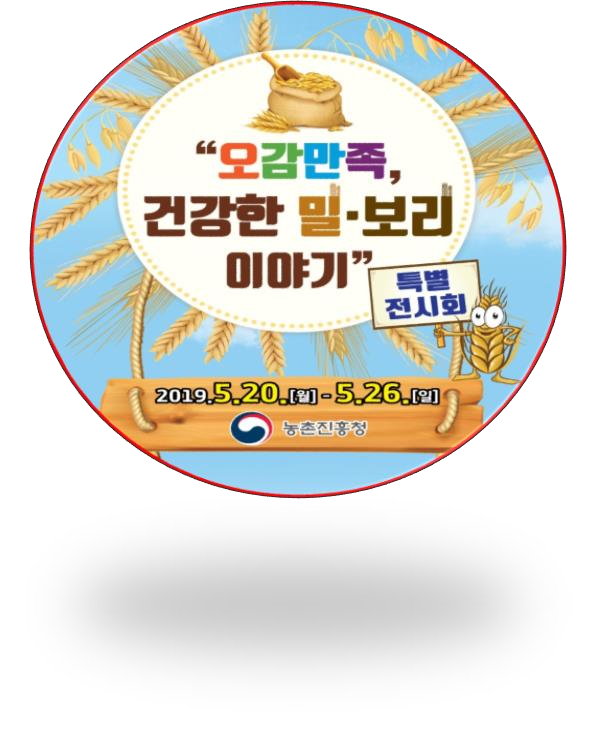 “오감만족,
건강한 밀·보리
이야기”
특별
전시회
2019.5.20.[월] - 5.26.[일]
농촌진흥청